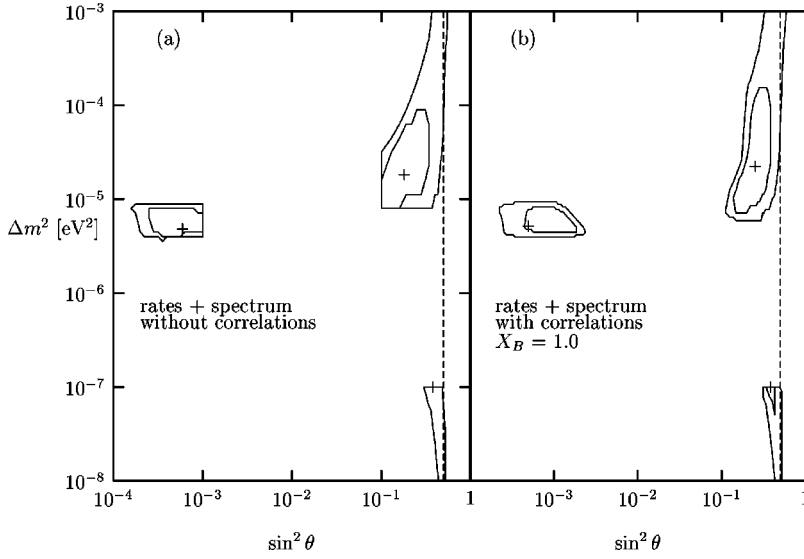 (a)
(b)
10⁻³
10⁻⁴
10⁻⁵
Δm² [eV²]
10⁻⁶
10⁻⁷
10⁻⁸
rates + spectrum
without correlations
rates + spectrum
with correlations
X_B = 1.0
10⁻⁴ 10⁻³ 10⁻² 10⁻¹ 1 10⁻³ 10⁻² 10⁻¹ 1
sin² θ
sin² θ